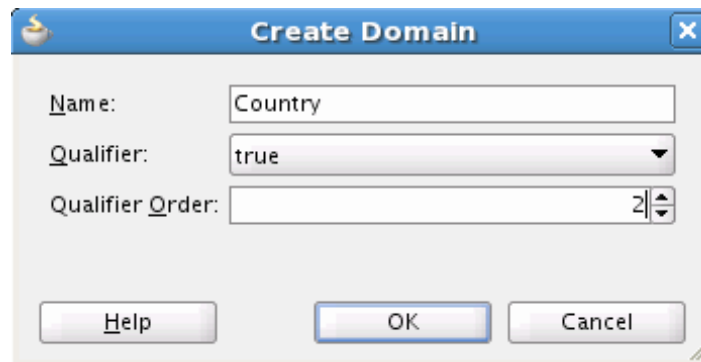 Create Domain
Name: Country
Qualifier: true
Qualifier Order: 2
Help OK Cancel